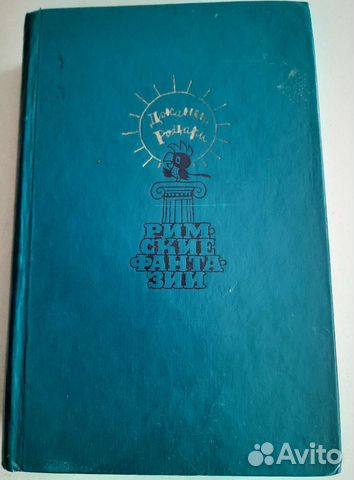 Джанни
Родари
РИМ-
СКИЕ
ФАНТА-
ЗИИ
Avito